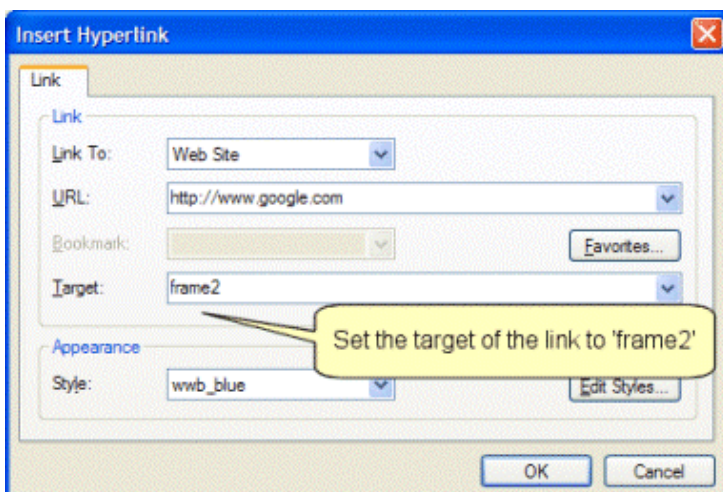 Insert Hyperlink
Link
Link
Link To: Web Site
URL: http://www.google.com
Bookmark: Favorites...
Target: frame2
Set the target of the link to 'frame2'
Appearance
Style: wwb_blue Edit Styles...
OK Cancel